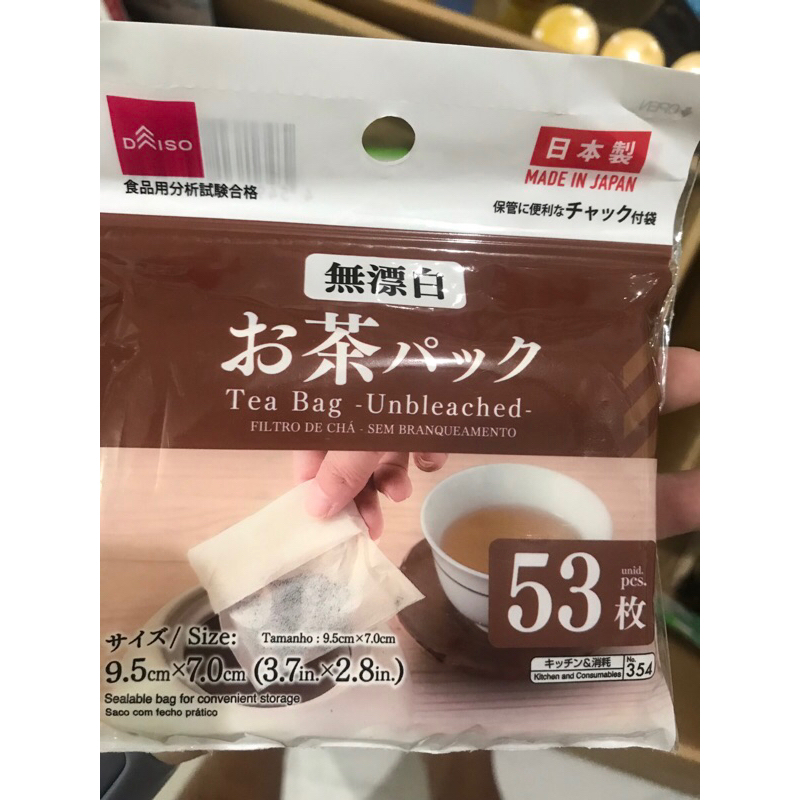 DAISO
食品用分析試験合格
日本製
MADE IN JAPAN
保管に便利なチャック付袋
無漂白
お茶パック
Tea Bag -Unbleached-
FILTRO DE CHÁ - SEM BRANQUEAMENTO
53 unid. pcs. 枚
サイズ/ Size: Tamanho : 9.5cm×7.0cm
9.5cm×7.0cm (3.7in.×2.8in.)
Sealable bag for convenient storage
Saco com fecho prático
キッチン&消耗
Kitchen and Consumables
No. 354